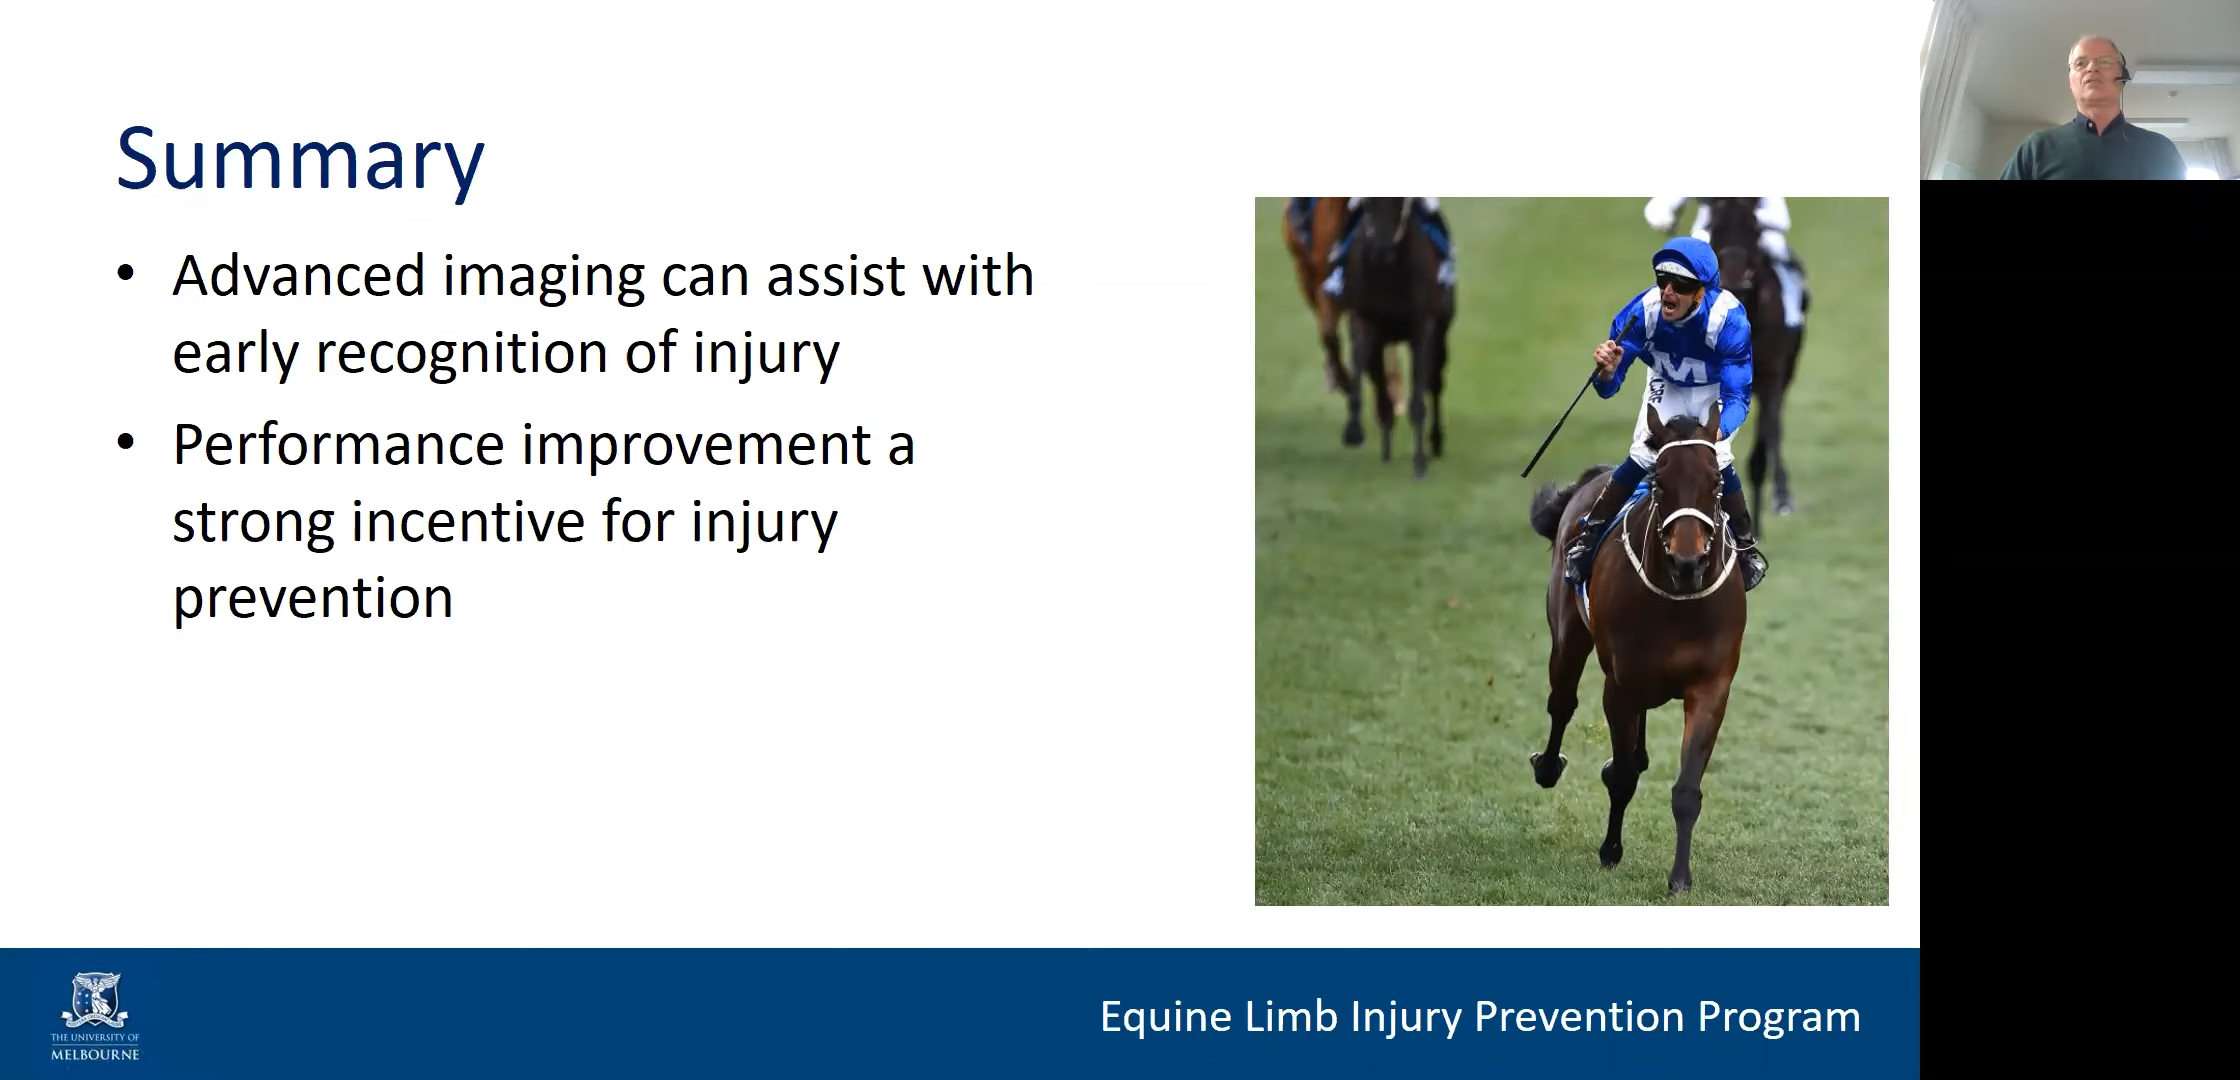 Summary
• Advanced imaging can assist with
early recognition of injury
• Performance improvement a
strong incentive for injury
prevention
M
THE UNIVERSITY OF
MELBOURNE
Equine Limb Injury Prevention Program